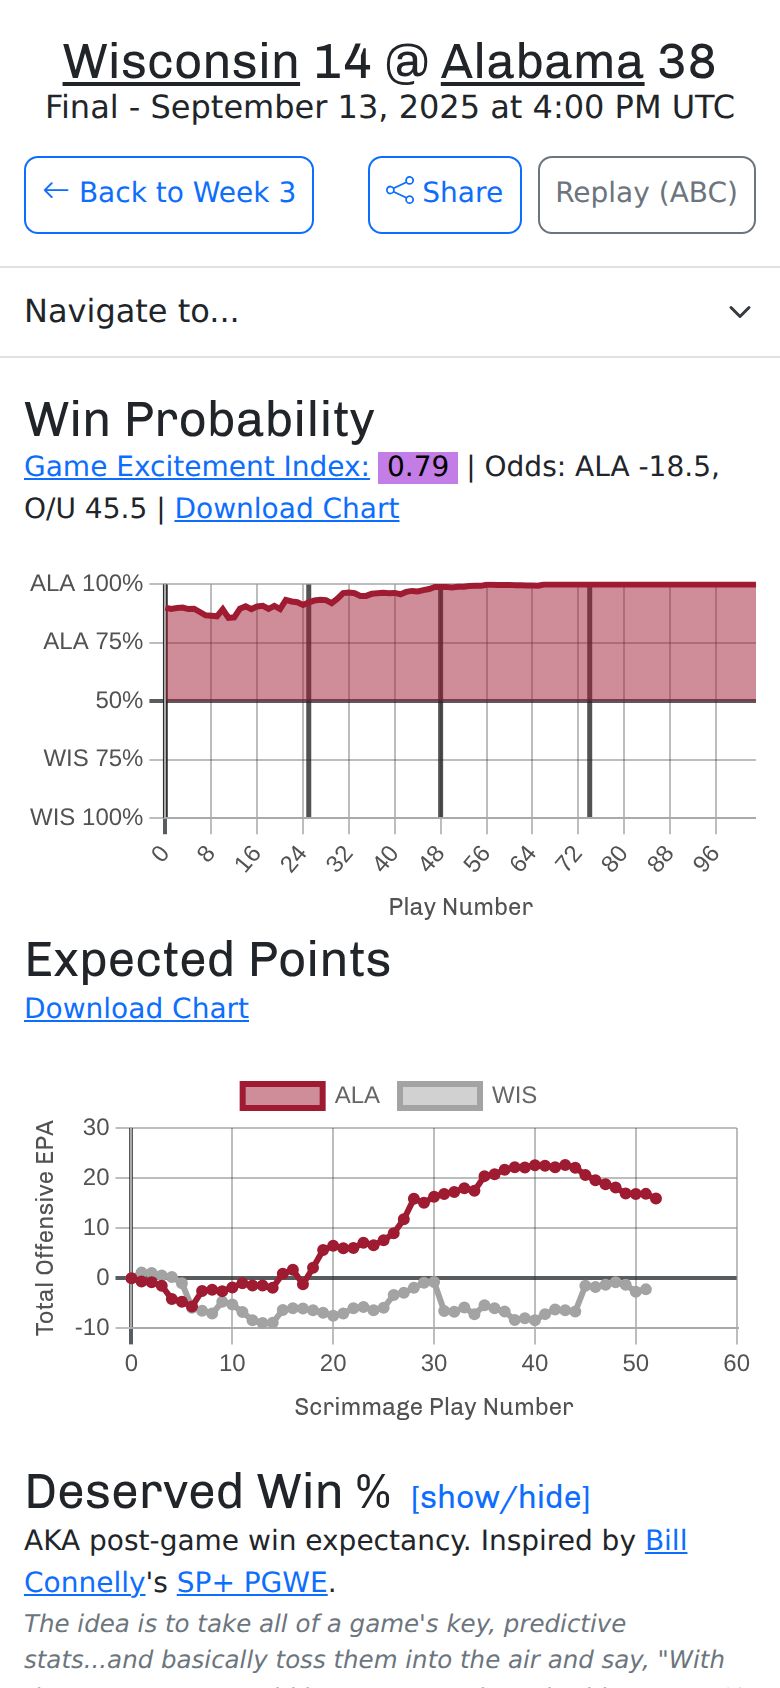 Wisconsin 14 @ Alabama 38
Final - September 13, 2025 at 4:00 PM UTC
← Back to Week 3
Share
Replay (ABC)
Navigate to...
Win Probability
Game Excitement Index: 0.79 | Odds: ALA -18.5,
O/U 45.5 | Download Chart
ALA 100%
ALA 75%
50%
WIS 75%
WIS 100%
0 8 16 24 32 40 48 56 64 72 80 88 96
Play Number
Expected Points
Download Chart
ALA WIS
Total Offensive EPA
30
20
10
0
-10
0 10 20 30 40 50 60
Scrimmage Play Number
Deserved Win % [show/hide]
AKA post-game win expectancy. Inspired by Bill
Connelly's SP+ PGWE.
The idea is to take all of a game's key, predictive
stats...and basically toss them into the air and say, "With